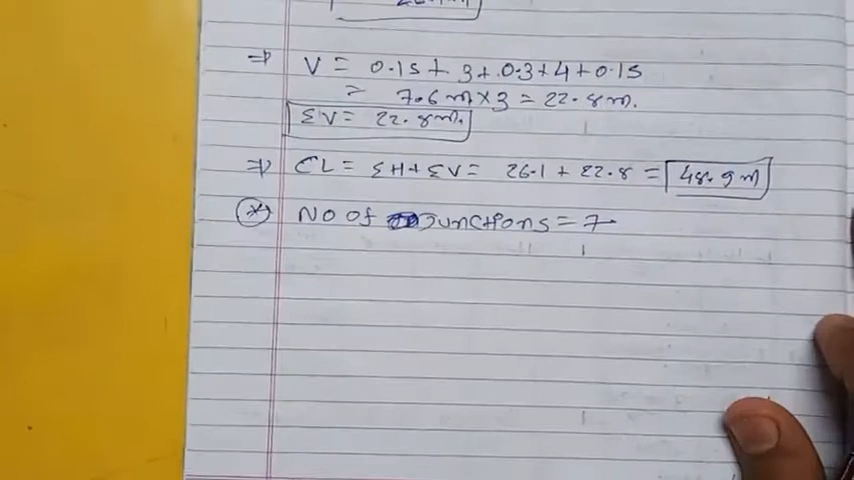 ⇒ V = 0.15 + 3 + 0.3 + 4 + 0.15
= 7.6 m × 3 = 22.8 m.
ΣV = 22.8 m.
⇒ CL = ΣH + ΣV = 26.1 + 22.8 = 48.9 m
* No of Junctions = 7